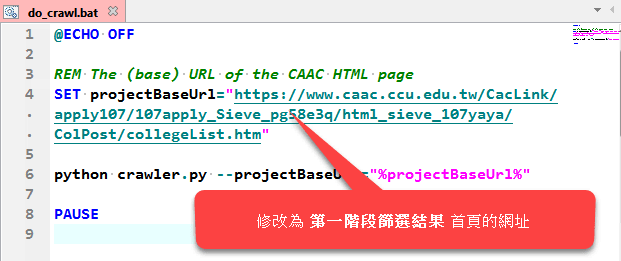 do_crawl.bat
1 @ECHO OFF
2
3 REM The (base) URL of the CAAC HTML page
4 SET projectBaseUrl="https://www.caac.ccu.edu.tw/CacLink/
apply107/107apply_Sieve_pg58e3q/html_sieve_107yaya/
ColPost/collegeList.htm"
5
6 python crawler.py --projectBaseU ="%projectBaseUrl%"
7
8 PAUSE
9
修改為 第一階段篩選結果 首頁的網址